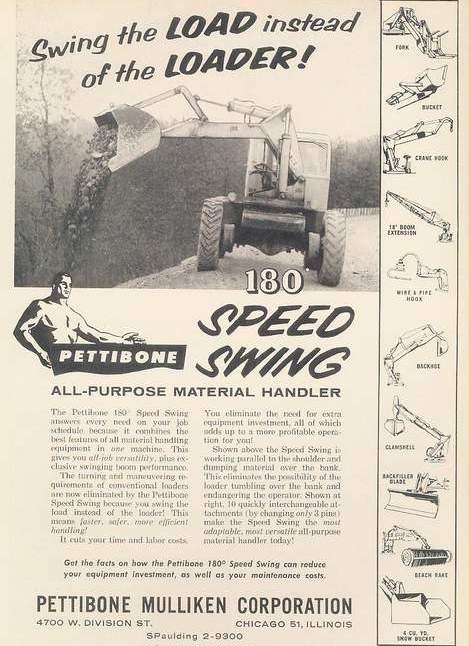 Swing the LOAD instead
of the LOADER!
180
SPEED
SWING
PETTIBONE
ALL-PURPOSE MATERIAL HANDLER
The Pettibone 180° Speed Swing
answers every need on your job
schedule because it combines the
best features of all material handling
equipment in one machine. This
gives you all-job versatility, plus ex-
clusive swinging boom performance.
The turning and maneuvering re-
quirements of conventional loaders
are now eliminated by the Pettibone
Speed Swing because you swing the
load instead of the loader! This
means faster, safer, more efficient
handling!
It cuts your time and labor costs.
You eliminate the need for extra
equipment investment, all of which
adds up to a more profitable opera-
tion for you!
Shown above the Speed Swing is
working parallel to the shoulder and
dumping material over the bank.
This eliminates the possibility of the
loader tumbling over the bank and
endangering the operator. Shown at
right, 10 quickly interchangeable at-
tachments (by changing only 3 pins)
make the Speed Swing the most
adaptable, most versatile all-purpose
material handler today!
Get the facts on how the Pettibone 180° Speed Swing can reduce
your equipment investment, as well as your maintenance costs.
PETTIBONE MULLIKEN CORPORATION
4700 W. DIVISION ST. CHICAGO 51, ILLINOIS
SPaulding 2-9300
FORK
BUCKET
CRANE HOOK
18' BOOM
EXTENSION
WIRE & PIPE
HOOK
BACKHOE
CLAMSHELL
BACKFILLER
BLADE
BEACH RAKE
4 CU. YD.
SNOW BUCKET